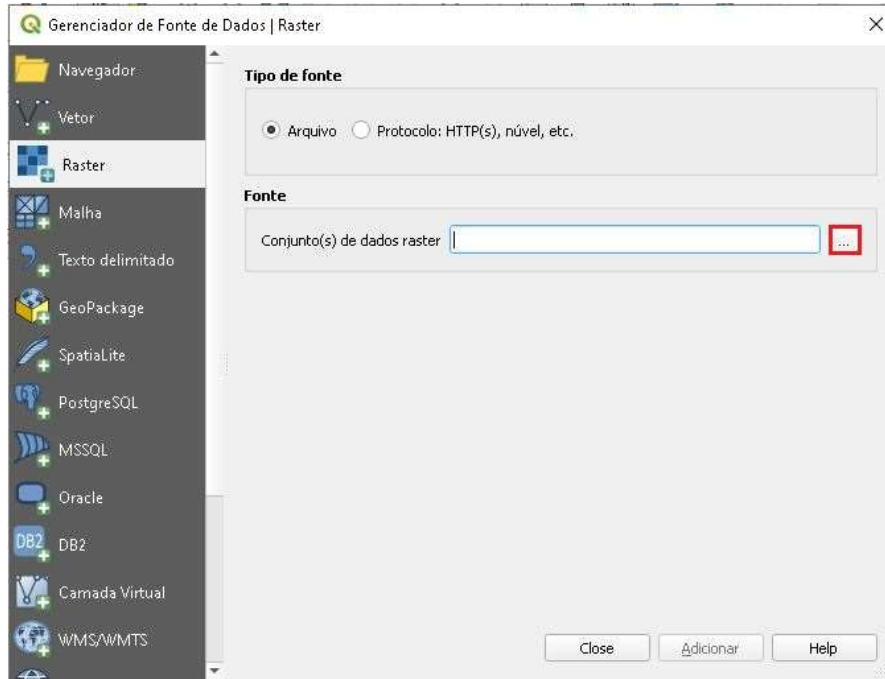 Gerenciador de Fonte de Dados | Raster
Navegador
Vetor
Raster
Malha
Texto delimitado
GeoPackage
SpatiaLite
PostgreSQL
MSSQL
Oracle
DB2
DB2
Camada Virtual
WMS/WMTS
Tipo de fonte
Arquivo
Protocolo: HTTP(s), núvel, etc.
Fonte
Conjunto(s) de dados raster
...
Close
Adicionar
Help